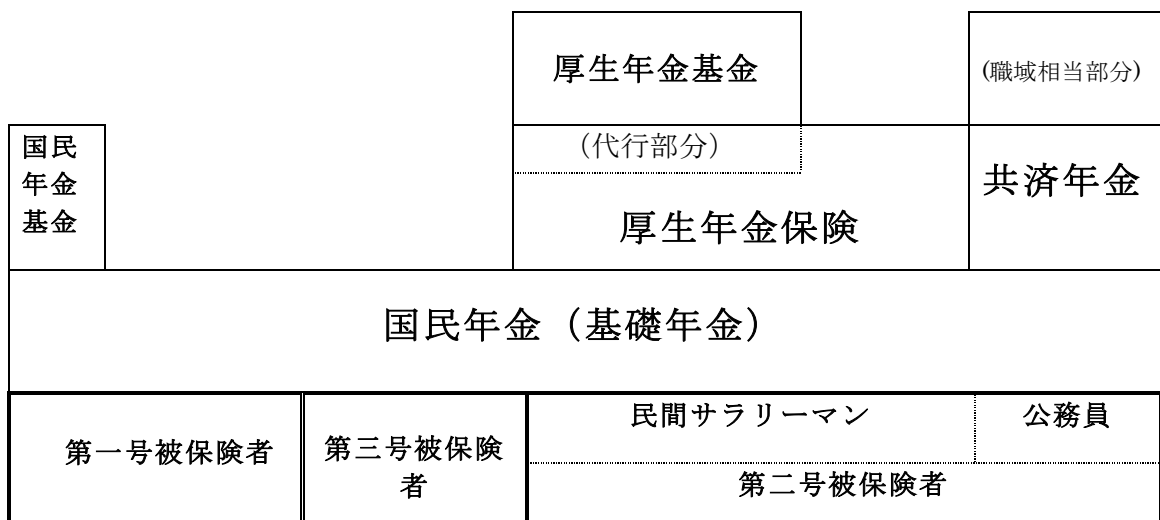 厚生年金基金
(職域相当部分)
国民
年金
基金
（代行部分）
共済年金
厚生年金保険
国民年金（基礎年金）
第一号被保険者
第三号被保険
者
民間サラリーマン
公務員
第二号被保険者